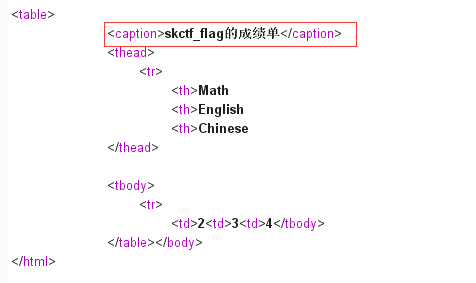 <table>
<caption>skctf_flag的成绩单</caption>
<thead>
<tr>
<th>Math
<th>English
<th>Chinese
</thead>
<tbody>
<tr>
<td>2<td>3<td>4</tbody>
</table></body>
</html>